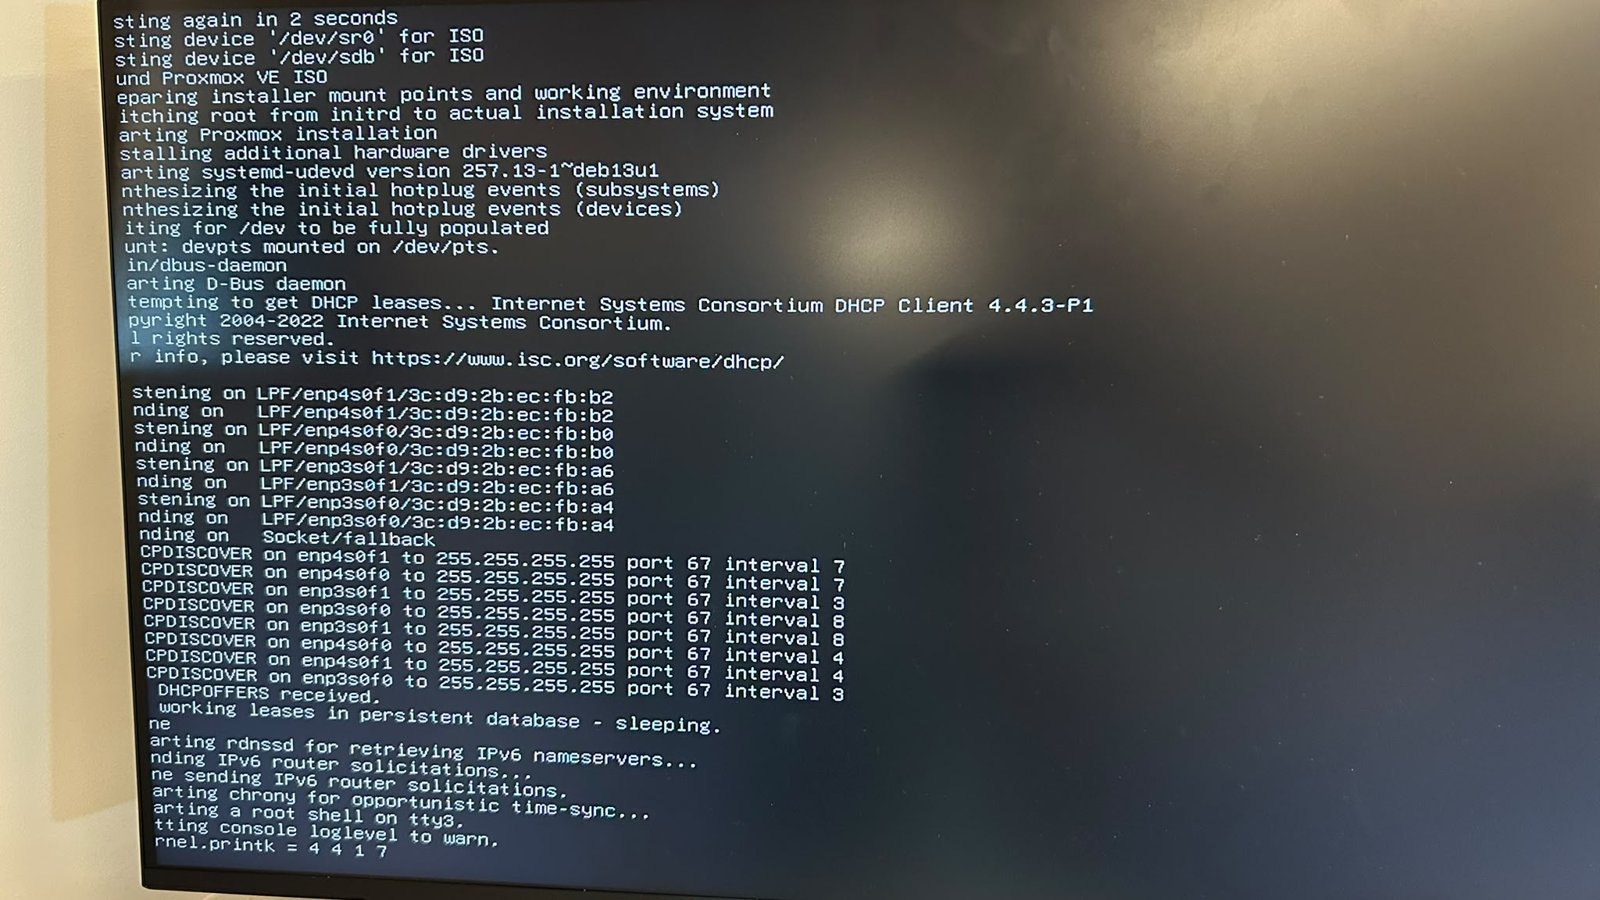 sting again in 2 seconds
sting device '/dev/sr0' for ISO
sting device '/dev/sdb' for ISO
und Proxmox VE ISO
eparing installer mount points and working environment
itching root from initrd to actual installation system
arting Proxmox installation
stalling additional hardware drivers
arting systemd-udevd version 257.13-1~deb13u1
nthesizing the initial hotplug events (subsystems)
nthesizing the initial hotplug events (devices)
iting for /dev to be fully populated
unt: devpts mounted on /dev/pts.
in/dbus-daemon
arting D-Bus daemon
tempting to get DHCP leases... Internet Systems Consortium DHCP Client 4.4.3-P1
pyright 2004-2022 Internet Systems Consortium.
l rights reserved.
r info, please visit https://www.isc.org/software/dhcp/
stening on LPF/enp4s0f1/3c:d9:2b:ec:fb:b2
nding on   LPF/enp4s0f1/3c:d9:2b:ec:fb:b2
stening on LPF/enp4s0f0/3c:d9:2b:ec:fb:b0
nding on   LPF/enp4s0f0/3c:d9:2b:ec:fb:b0
stening on LPF/enp3s0f1/3c:d9:2b:ec:fb:a6
nding on   LPF/enp3s0f1/3c:d9:2b:ec:fb:a6
stening on LPF/enp3s0f0/3c:d9:2b:ec:fb:a4
nding on   LPF/enp3s0f0/3c:d9:2b:ec:fb:a4
nding on   Socket/fallback
CPDISCOVER on enp4s0f1 to 255.255.255.255 port 67 interval 7
CPDISCOVER on enp4s0f0 to 255.255.255.255 port 67 interval 7
CPDISCOVER on enp3s0f1 to 255.255.255.255 port 67 interval 3
CPDISCOVER on enp3s0f0 to 255.255.255.255 port 67 interval 8
CPDISCOVER on enp3s0f1 to 255.255.255.255 port 67 interval 8
CPDISCOVER on enp4s0f0 to 255.255.255.255 port 67 interval 4
CPDISCOVER on enp4s0f1 to 255.255.255.255 port 67 interval 4
CPDISCOVER on enp3s0f0 to 255.255.255.255 port 67 interval 3
DHCPOFFERS received.
working leases in persistent database - sleeping.
ne
arting rdnssd for retrieving IPv6 nameservers...
nding IPv6 router solicitations...
ne sending IPv6 router solicitations.
arting chrony for opportunistic time-sync...
arting a root shell on tty3.
tting console loglevel to warn.
rnel.printk = 4 4 1 7